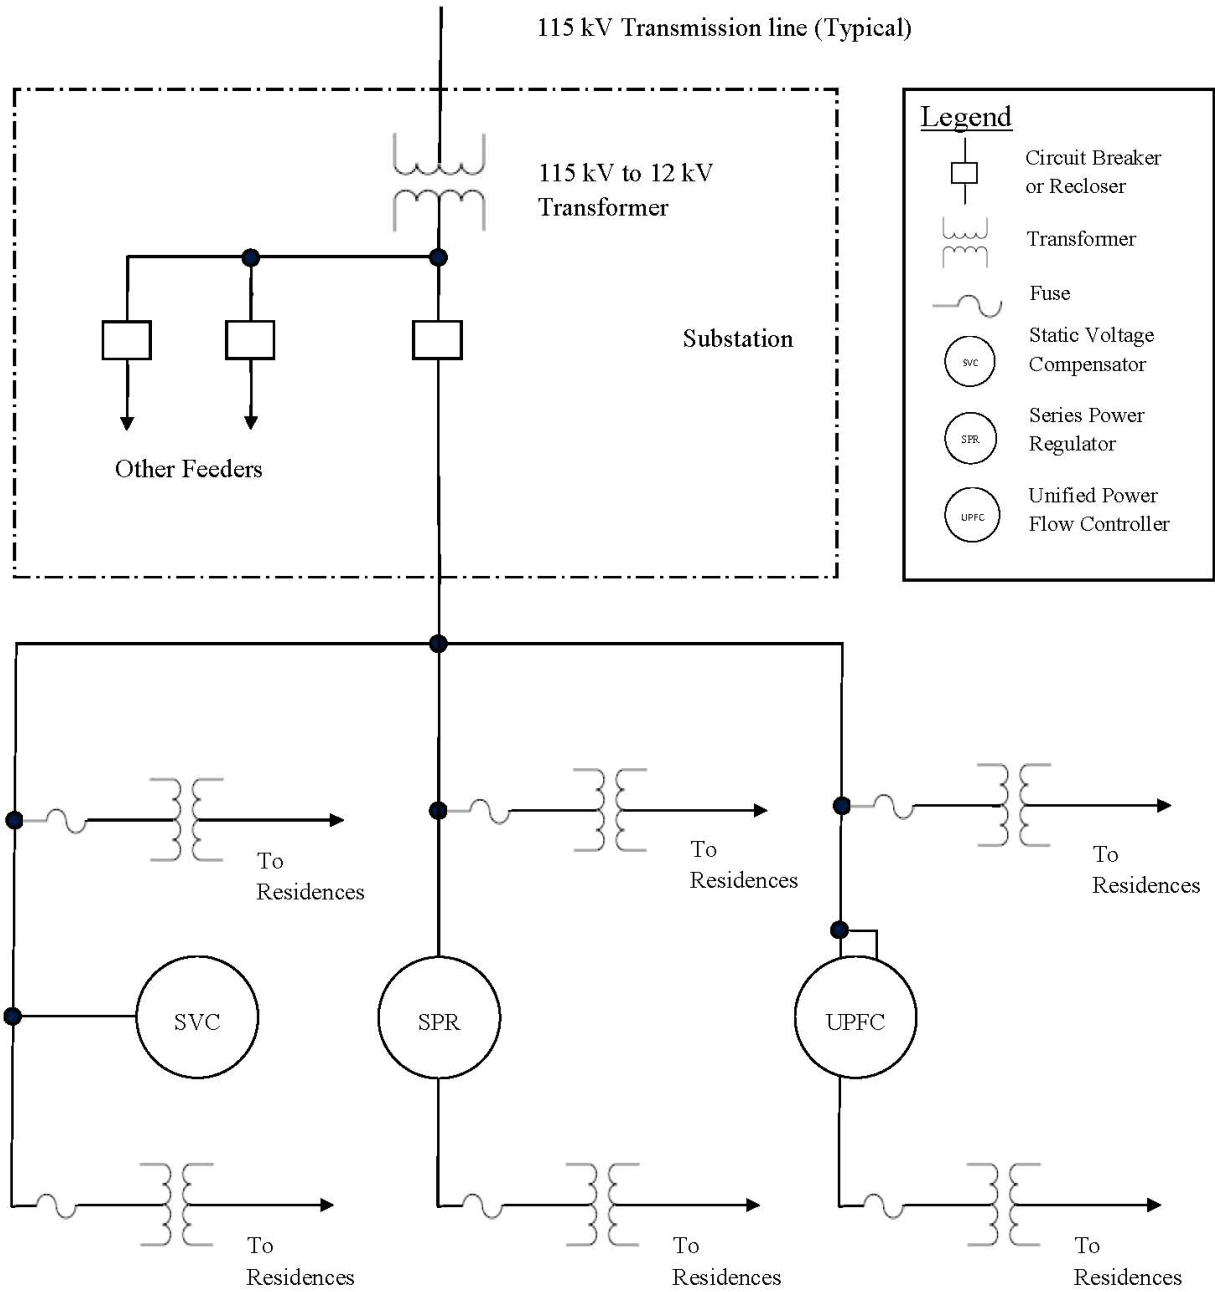 115 kV Transmission line (Typical)
115 kV to 12 kV
Transformer
Substation
Other Feeders
Legend
Circuit Breaker
or Recloser
Transformer
Fuse
SVC
Static Voltage
Compensator
SPR
Series Power
Regulator
UPFC
Unified Power
Flow Controller
To
Residences
To
Residences
To
Residences
SVC
SPR
UPFC
To
Residences
To
Residences
To
Residences